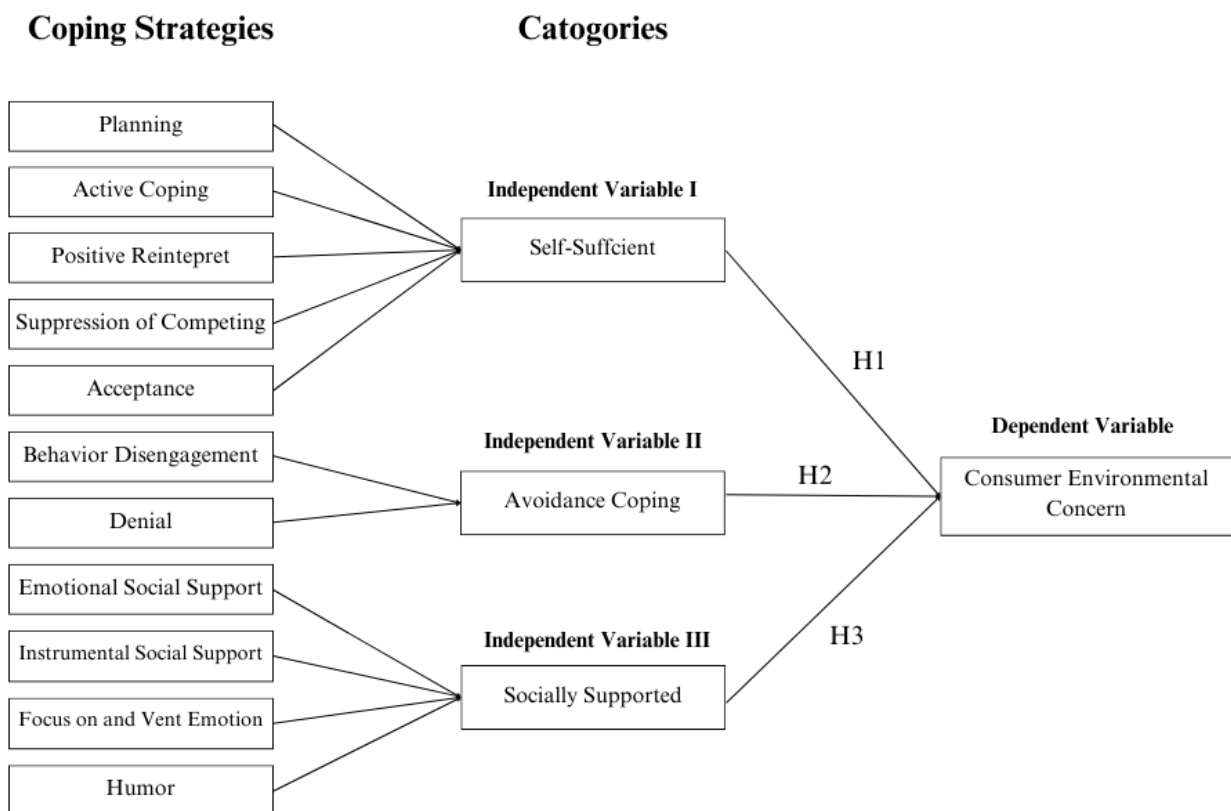 Coping Strategies
Catogories
Planning
Active Coping
Positive Reintepret
Suppression of Competing
Acceptance
Behavior Disengagement
Denial
Emotional Social Support
Instrumental Social Support
Focus on and Vent Emotion
Humor
Independent Variable I
Self-Suffcient
Independent Variable II
Avoidance Coping
Independent Variable III
Socially Supported
H1
H2
H3
Dependent Variable
Consumer Environmental
Concern